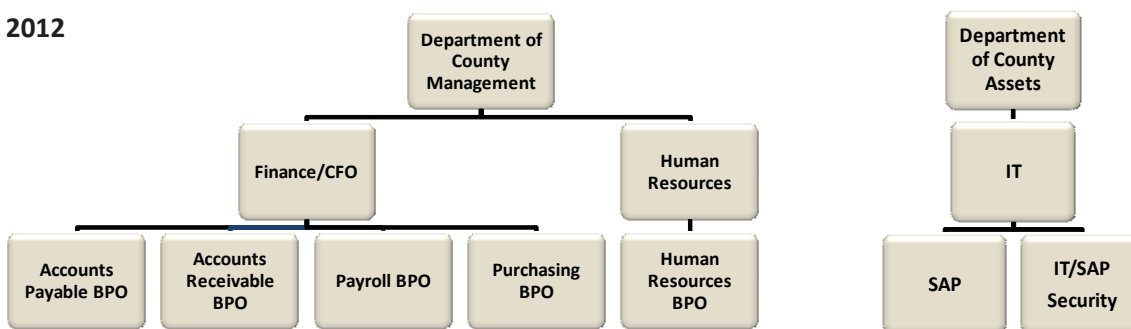 2012
Department of
County
Management
Department
of County
Assets
Finance/CFO
Human
Resources
IT
Accounts
Payable BPO
Accounts
Receivable
BPO
Payroll BPO
Purchasing
BPO
Human
Resources
BPO
SAP
IT/SAP
Security